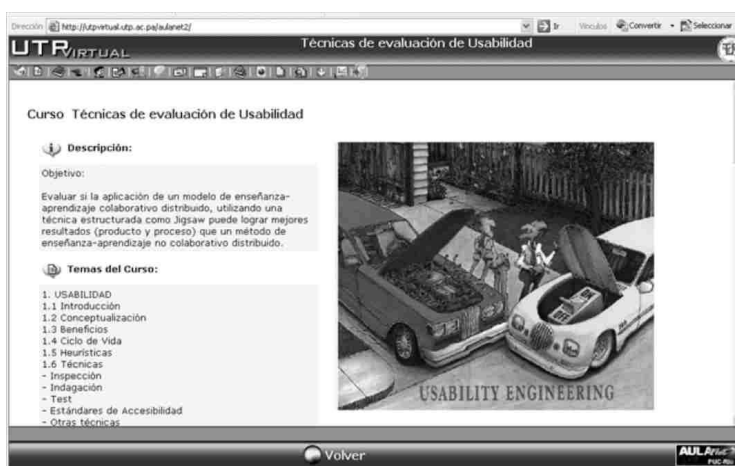 Dirección http://utpvirtual.utp.ac.pa/aulanet2/ Ir Vínculos Convertir Seleccionar
UTPVIRTUAL Técnicas de evaluación de Usabilidad
Curso Técnicas de evaluación de Usabilidad
Descripción:
Objetivo:
Evaluar si la aplicación de un modelo de enseñanza-
aprendizaje colaborativo distribuido, utilizando una
técnica estructurada como Jigsaw puede lograr mejores
resultados (producto y proceso) que un método de
enseñanza-aprendizaje no colaborativo distribuido.
Temas del Curso:
1. USABILIDAD
1.1 Introducción
1.2 Conceptualización
1.3 Beneficios
1.4 Ciclo de Vida
1.5 Heurísticas
1.6 Técnicas
- Inspección
- Indagación
- Test
- Estándares de Accesibilidad
- Otras técnicas
USABILITY ENGINEERING
Volver
PUC-Rio